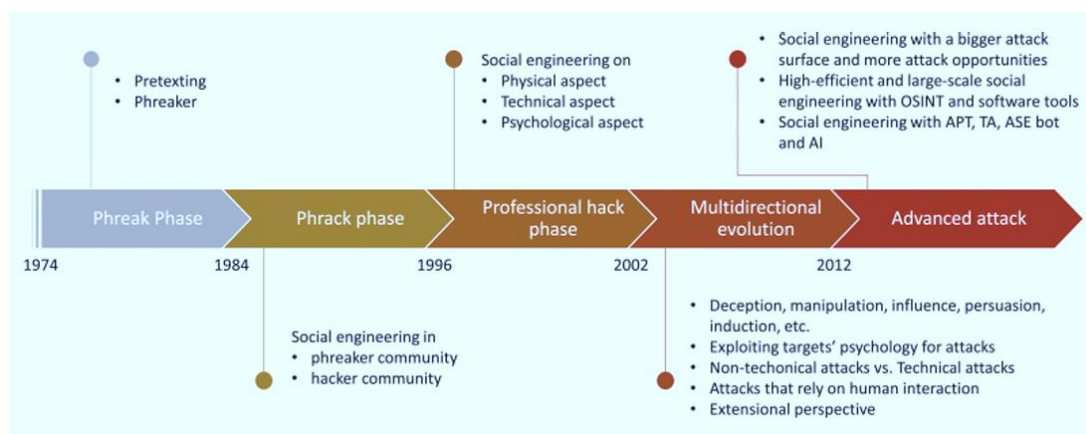 • Pretexting
• Phreaker
Social engineering on
• Physical aspect
• Technical aspect
• Psychological aspect
• Social engineering with a bigger attack
surface and more attack opportunities
• High-efficient and large-scale social
engineering with OSINT and software tools
• Social engineering with APT, TA, ASE bot
and AI
Phreak Phase
Phrack phase
Professional hack
phase
Multidirectional
evolution
Advanced attack
1974
1984
1996
2002
2012
Social engineering in
• phreaker community
• hacker community
• Deception, manipulation, influence, persuasion,
induction, etc.
• Exploiting targets’ psychology for attacks
• Non-techonical attacks vs. Technical attacks
• Attacks that rely on human interaction
• Extensional perspective